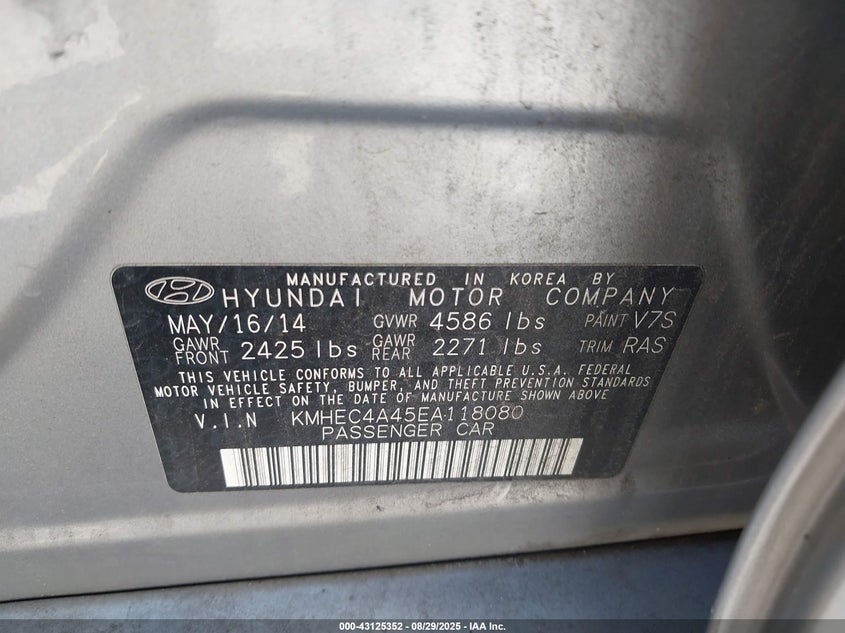 MANUFACTURED IN KOREA BY
HYUNDAI MOTOR COMPANY
MAY/16/14 GVWR 4586 lbs PAINT V7S
GAWR FRONT 2425 lbs GAWR REAR 2271 lbs TRIM RAS
THIS VEHICLE CONFORMS TO ALL APPLICABLE U.S.A. FEDERAL
MOTOR VEHICLE SAFETY, BUMPER, AND THEFT PREVENTION STANDARDS
IN EFFECT ON THE DATE OF MANUFACTURE SHOWN ABOVE
V.I.N KMHEC4A45EA118080
PASSENGER CAR
000-43125352 | 08/29/2025 - IAA Inc.